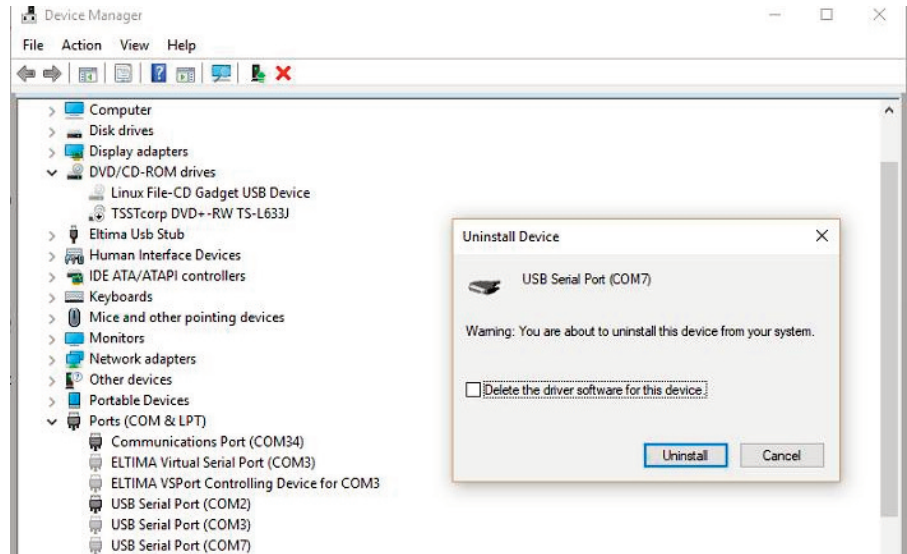 Device Manager
File Action View Help
Computer
Disk drives
Display adapters
DVD/CD-ROM drives
Linux File-CD Gadget USB Device
TSSTcorp DVD+-RW TS-L633J
Eltima Usb Stub
Human Interface Devices
IDE ATA/ATAPI controllers
Keyboards
Mice and other pointing devices
Monitors
Network adapters
Other devices
Portable Devices
Ports (COM & LPT)
Communications Port (COM34)
ELTIMA Virtual Serial Port (COM3)
ELTIMA VSPort Controlling Device for COM3
USB Serial Port (COM2)
USB Serial Port (COM3)
USB Serial Port (COM7)
Uninstall Device
USB Serial Port (COM7)
Warning: You are about to uninstall this device from your system.
Delete the driver software for this device.
Uninstall Cancel